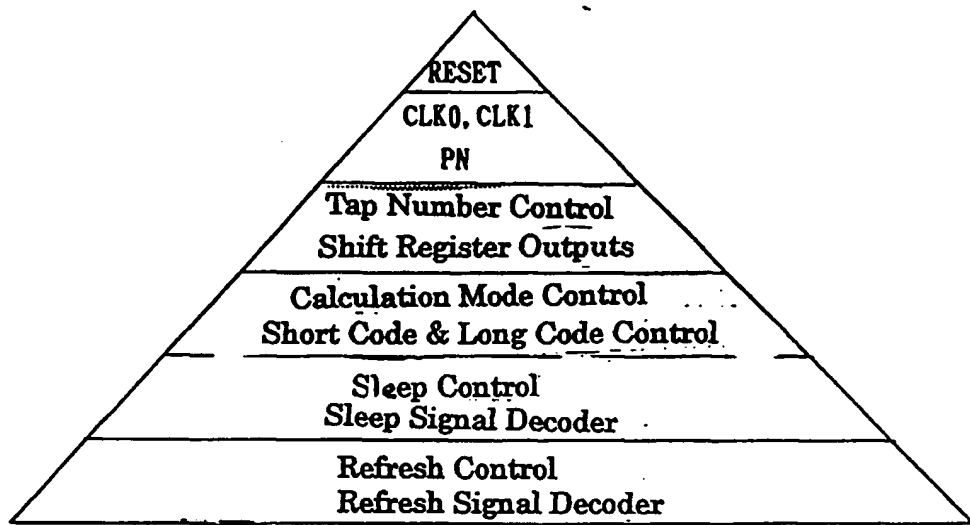 RESET
CLK0, CLK1
PN
Tap Number Control
Shift Register Outputs
Calculation Mode Control
Short Code & Long Code Control
Sleep Control
Sleep Signal Decoder
Refresh Control
Refresh Signal Decoder